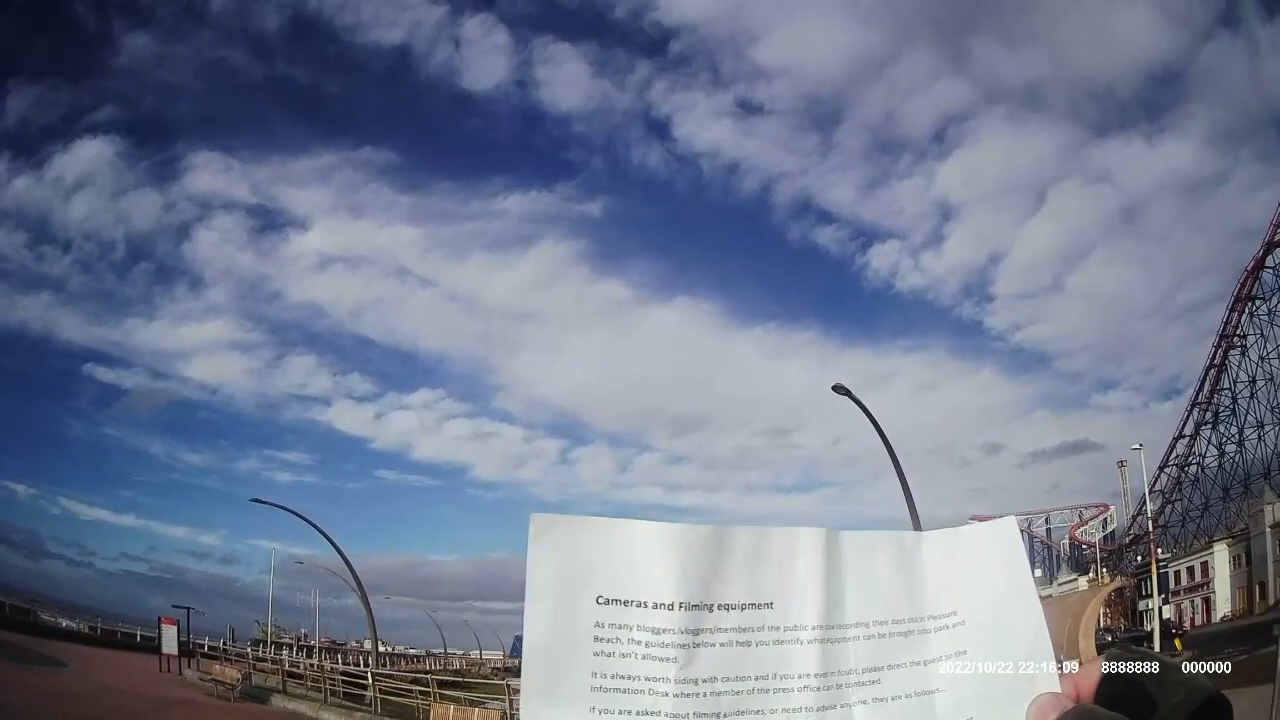 Cameras and Filming equipment
As many bloggers/vloggers/members of the public are now recording their days out in Pleasure
Beach, the guidelines below will help you identify what equipment can be brought onto park and
what isn't allowed.
It is always worth siding with caution and if you are ever in doubt, please direct the guest to the
Information Desk where a member of the press office can be contacted.
If you are asked about filming guidelines, or need to advise anyone, they are as follows—
2022/10/22 22:16:09 8888888 000000